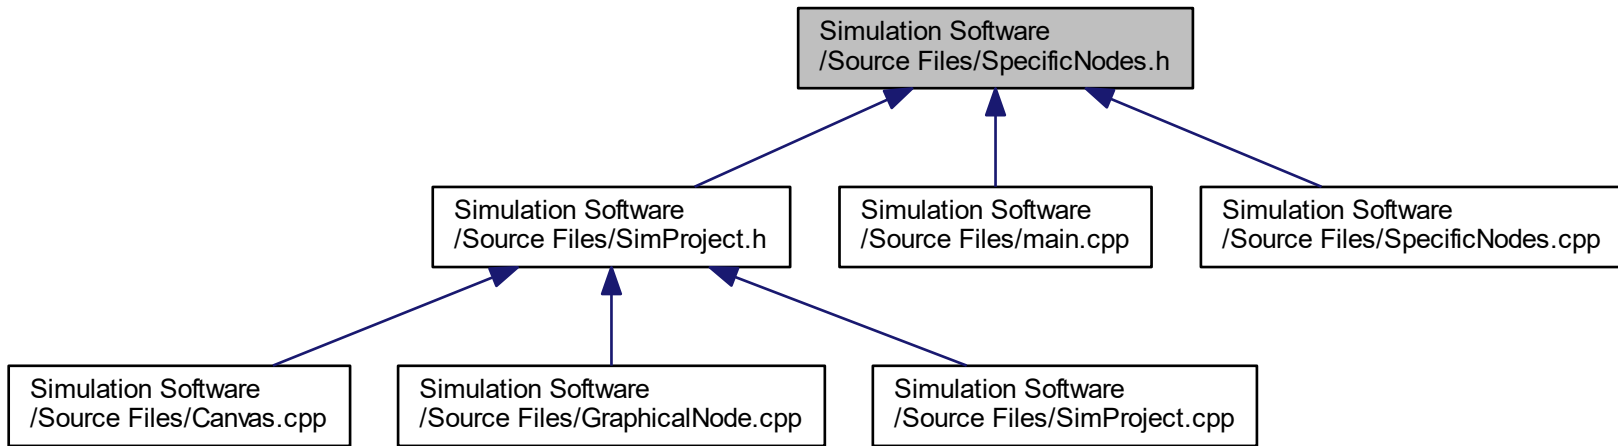 Simulation Software
/Source Files/SpecificNodes.h
Simulation Software
/Source Files/SimProject.h
Simulation Software
/Source Files/main.cpp
Simulation Software
/Source Files/SpecificNodes.cpp
Simulation Software
/Source Files/Canvas.cpp
Simulation Software
/Source Files/GraphicalNode.cpp
Simulation Software
/Source Files/SimProject.cpp